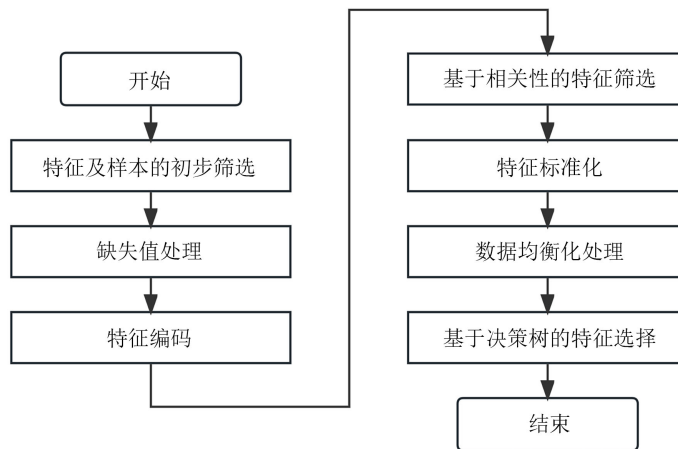 开始
特征及样本的初步筛选
缺失值处理
特征编码
基于相关性的特征筛选
特征标准化
数据均衡化处理
基于决策树的特征选择
结束